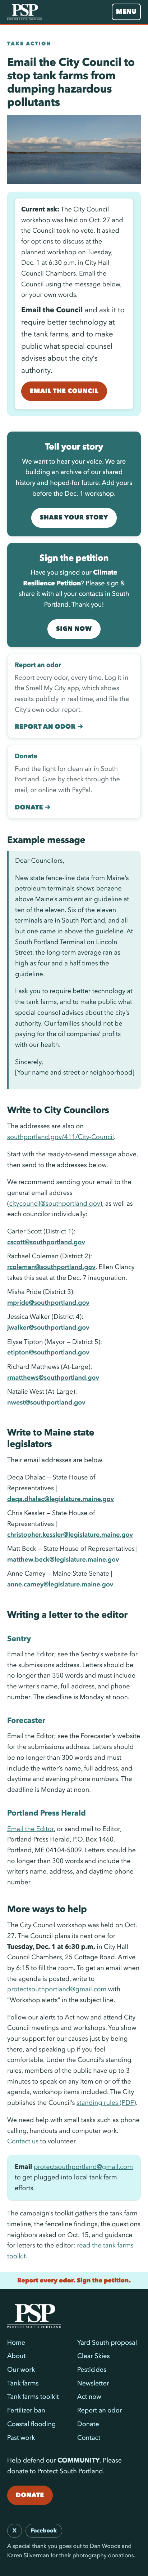 PSP
PROTECT SOUTH PORTLAND
MENU
TAKE ACTION
Email the City Council to
stop tank farms from
dumping hazardous
pollutants
Current ask: The City Council
workshop was held on Oct. 27 and
the Council took no vote. It asked
for options to discuss at the
planned workshop on Tuesday,
Dec. 1 at 6:30 p.m. in City Hall
Council Chambers. Email the
Council using the message below,
or your own words.
Email the Council and ask it to
require better technology at
the tank farms, and to make
public what special counsel
advises about the city's
authority.
EMAIL THE COUNCIL
Tell your story
We want to hear your voice. We are
building an archive of our shared
history and hoped-for future. Add yours
before the Dec. 1 workshop.
SHARE YOUR STORY
Sign the petition
Have you signed our Climate
Resilience Petition? Please sign &
share it with all your contacts in South
Portland. Thank you!
SIGN NOW
Report an odor
Report every odor, every time. Log it in
the Smell My City app, which shows
results publicly in real time, and file the
City's own odor report.
REPORT AN ODOR →
Donate
Fund the fight for clean air in South
Portland. Give by check through the
mail, or online with PayPal.
DONATE →
Example message
Dear Councilors,
New state fence-line data from Maine's
petroleum terminals shows benzene
above Maine's ambient air guideline at
ten of the eleven. Six of the eleven
terminals are in South Portland, and all
but one came in above the guideline. At
South Portland Terminal on Lincoln
Street, the long-term average ran as
high as four and a half times the
guideline.
I ask you to require better technology at
the tank farms, and to make public what
special counsel advises about the city's
authority. Our families should not be
paying for the oil companies' profits
with our health.
Sincerely,
[Your name and street or neighborhood]
Write to City Councilors
The addresses are also on
southportland.gov/411/City-Council.
Start with the ready-to-send message above,
then send to the addresses below.
We recommend sending your email to the
general email address
(citycouncil@southportland.gov), as well as
each councilor individually:
Carter Scott (District 1):
cscott@southportland.gov
Rachael Coleman (District 2):
rcoleman@southportland.gov. Ellen Clancy
takes this seat at the Dec. 7 inauguration.
Misha Pride (District 3):
mpride@southportland.gov
Jessica Walker (District 4):
jwalker@southportland.gov
Elyse Tipton (Mayor – District 5):
etipton@southportland.gov
Richard Matthews (At-Large):
rmatthews@southportland.gov
Natalie West (At-Large):
nwest@southportland.gov
Write to Maine state
legislators
Their email addresses are below.
Deqa Dhalac – State House of
Representatives |
deqa.dhalac@legislature.maine.gov
Chris Kessler – State House of
Representatives |
christopher.kessler@legislature.maine.gov
Matt Beck – State House of Representatives |
matthew.beck@legislature.maine.gov
Anne Carney – Maine State Senate |
anne.carney@legislature.maine.gov
Writing a letter to the editor
Sentry
Email the Editor; see the Sentry's website for
the submissions address. Letters should be
no longer than 350 words and must include
the writer's name, full address, and phone
number. The deadline is Monday at noon.
Forecaster
Email the Editor; see the Forecaster's website
for the submissions address. Letters should
be no longer than 300 words and must
include the writer's name, full address, and
daytime and evening phone numbers. The
deadline is Monday at noon.
Portland Press Herald
Email the Editor, or send mail to Editor,
Portland Press Herald, P.O. Box 1460,
Portland, ME 04104-5009. Letters should be
no longer than 300 words and include the
writer's name, address, and daytime phone
number.
More ways to help
The City Council workshop was held on Oct.
27. The Council plans its next one for
Tuesday, Dec. 1 at 6:30 p.m. in City Hall
Council Chambers, 25 Cottage Road. Arrive
by 6:15 to fill the room. To get an email when
the agenda is posted, write to
protectsouthportland@gmail.com with
"Workshop alerts" in the subject line.
Follow our alerts to Act now and attend City
Council meetings and workshops. You show
your support for our causes just by being
there, and speaking up if you feel
comfortable. Under the Council's standing
rules, members of the public have up to 3
minutes to speak on any item on or off the
agenda, workshop items included. The City
publishes the Council's standing rules (PDF).
We need help with small tasks such as phone
calling, handouts and computer work.
Contact us to volunteer.
Email protectsouthportland@gmail.com
to get plugged into local tank farm
efforts.
The campaign's toolkit gathers the tank farm
timeline, the fenceline findings, the questions
neighbors asked on Oct. 15, and guidance
for letters to the editor: read the tank farms
toolkit.
Report every odor. Sign the petition.
PSP
PROTECT SOUTH PORTLAND
Home
About
Our work
Tank farms
Tank farms toolkit
Fertilizer ban
Coastal flooding
Past work
Yard South proposal
Clear Skies
Pesticides
Newsletter
Act now
Report an odor
Donate
Contact
Help defend our COMMUNITY. Please
donate to Protect South Portland.
DONATE
X
Facebook
A special thank you goes out to Dan Woods and
Karen Silverman for their photography donations.